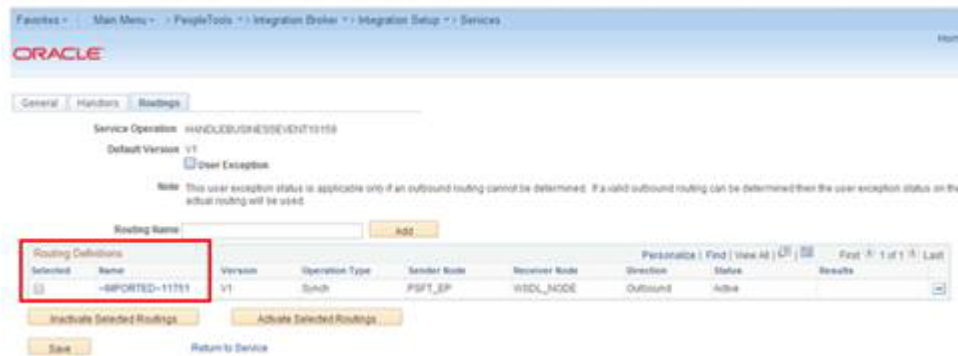 Favorites Main Menu > PeopleTools > Integration Broker > Integration Setup > Services
Home
ORACLE
General Handlers Routings
Service Operation HANDLEBUSINESSEVENT10159
Default Version V1
User Exception
Note This user exception status is applicable only if an outbound routing cannot be determined. If a valid outbound routing can be determined then the user exception status on the
actual routing will be used.
Routing Name Add
Routing Definitions Personalize | Find | View All | First 1 of 1 Last
Selected Name Version Operation Type Sender Node Receiver Node Direction Status Results
~IMPORTED~11751 V1 Synch PSFT_EP WSDL_NODE Outbound Active
Inactivate Selected Routings Activate Selected Routings
Save Return to Service